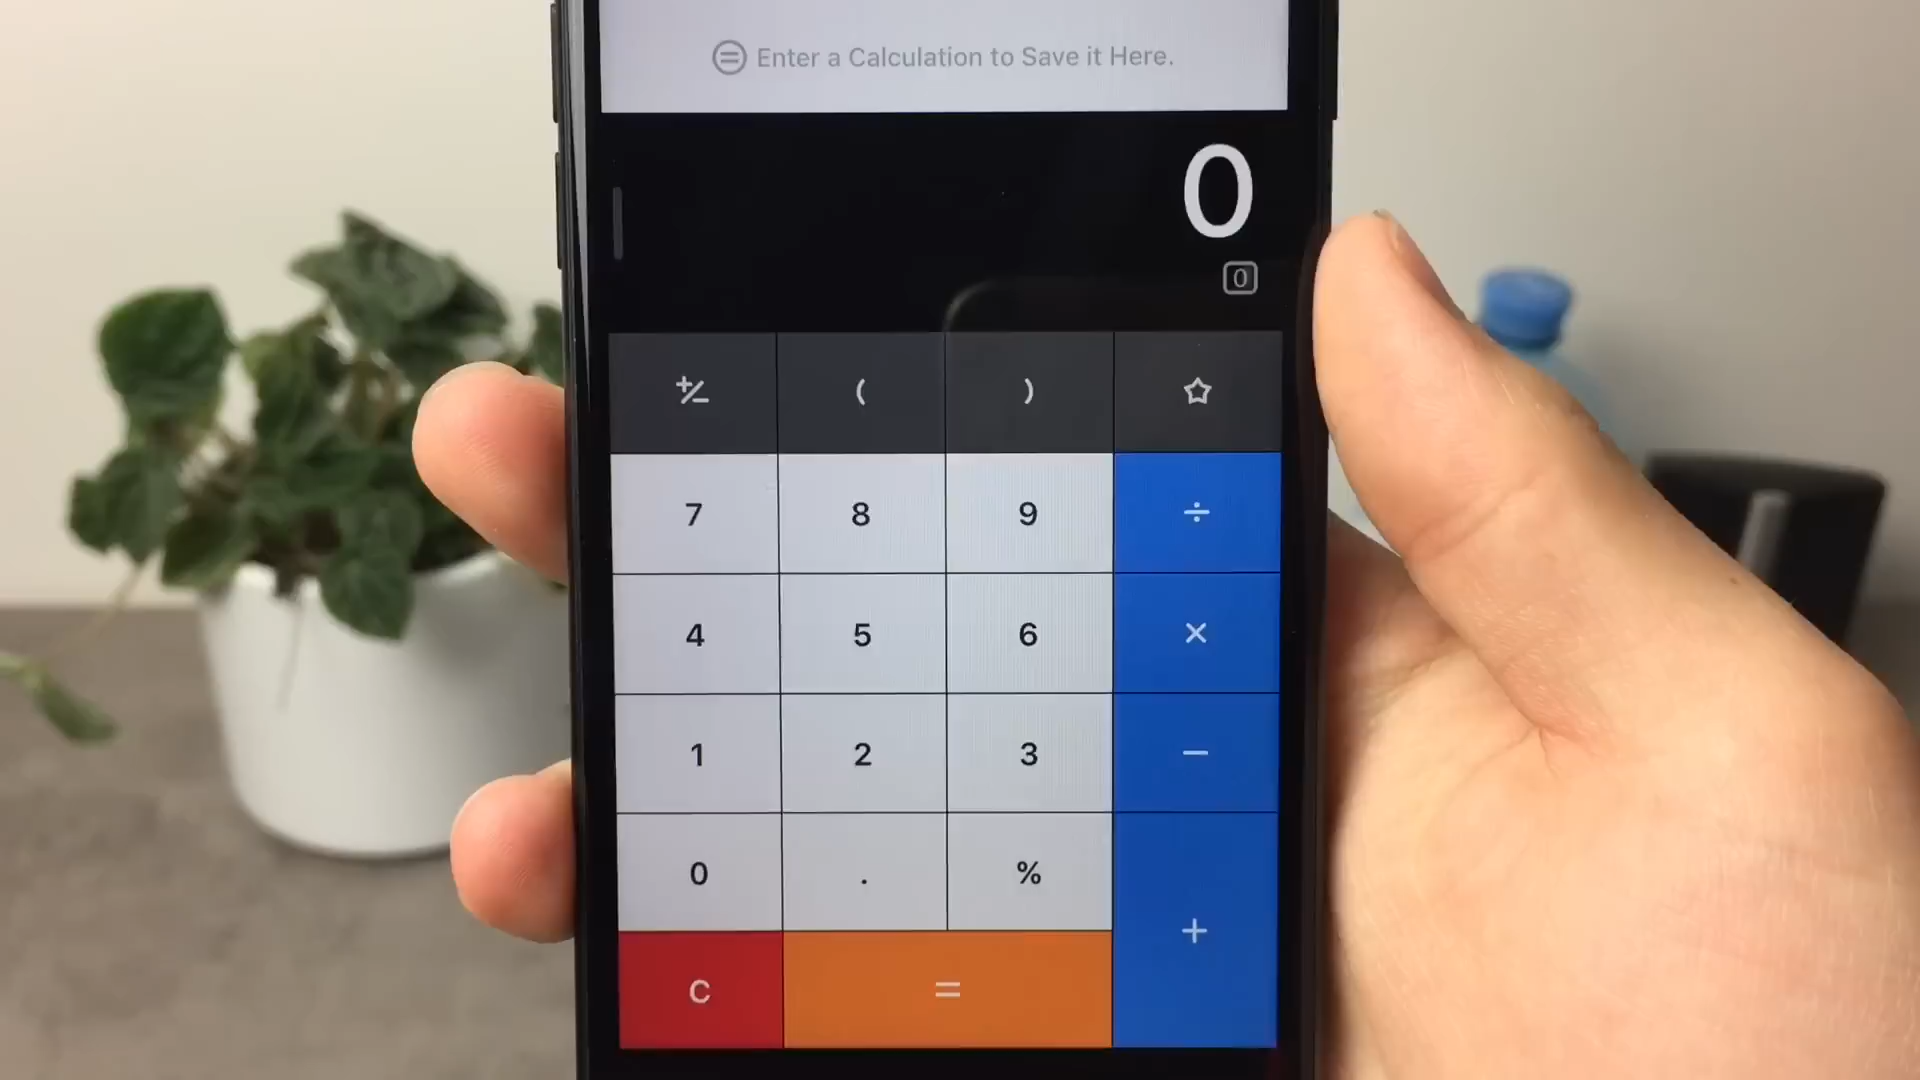 Enter a Calculation to Save it Here.
0
0
+/− ( ) ☆
7 8 9 ÷
4 5 6 ×
1 2 3 −
0 . % +
C =